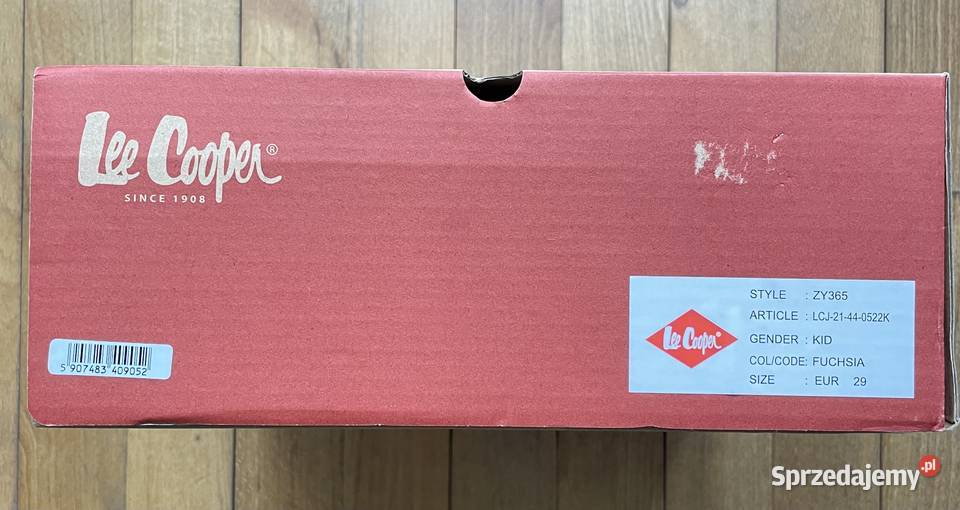 Lee Cooper®
SINCE 1908
STYLE : ZY365
ARTICLE : LCJ-21-44-0522K
GENDER : KID
COL/CODE: FUCHSIA
SIZE : EUR 29
Lee Cooper®
5 907483 409052
Sprzedajemy.pl